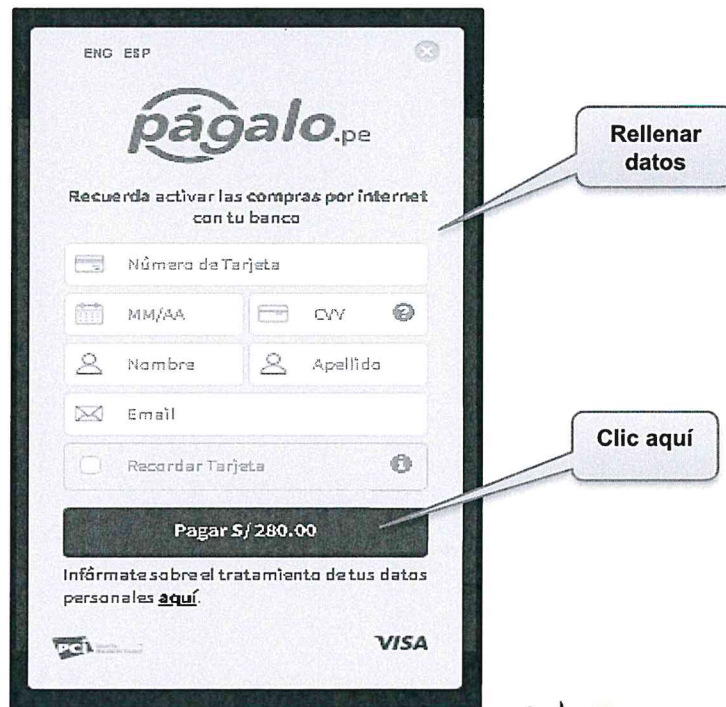 ENG ESP
págalo.pe
Rellenar
datos
Recuerda activar las compras por internet
con tu banco
Número de Tarjeta
MM/AA CVV
Nombre Apellido
Email
Clic aquí
Recordar Tarjeta
Pagar S/ 280.00
Infórmate sobre el tratamiento de tus datos
personales aquí.
PCI VISA